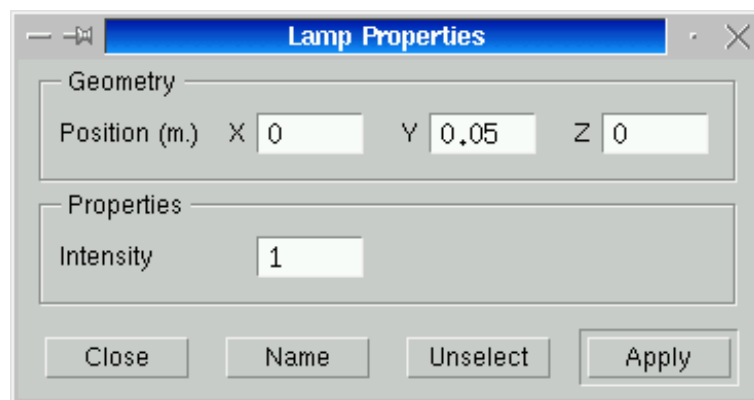 Lamp Properties
Geometry
Position (m.) X 0 Y 0.05 Z 0
Properties
Intensity 1
Close Name Unselect Apply